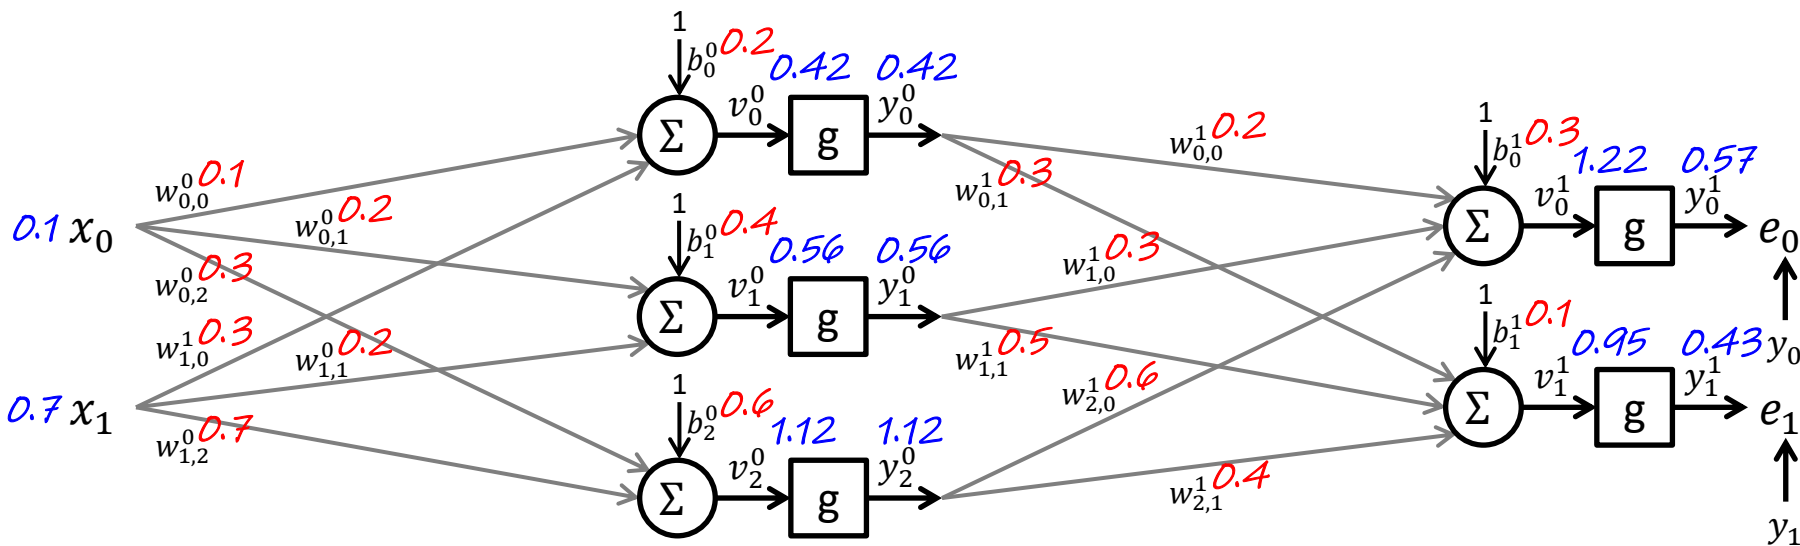 1
b₀⁰ 0.2
0.42 0.42
v₀⁰ g y₀⁰
Σ
w₀,₀⁰ 0.1
w₀,₁⁰ 0.2
0.1 x₀
w₀,₂⁰ 0.3
1
b₁⁰ 0.4
0.56 0.56
v₁⁰ g y₁⁰
Σ
w₁,₀¹ 0.3
w₁,₁⁰ 0.2
0.7 x₁
w₁,₂⁰ 0.7
1
b₂⁰ 0.6
1.12 1.12
v₂⁰ g y₂⁰
Σ
w₀,₀¹ 0.2
w₀,₁¹ 0.3
w₁,₀¹ 0.3
w₁,₁¹ 0.5
w₂,₀¹ 0.6
w₂,₁¹ 0.4
1
b₀¹ 0.3
1.22 0.57
v₀¹ g y₀¹
Σ
e₀
y₀
1
b₁¹ 0.1
0.95 0.43
v₁¹ g y₁¹
Σ
e₁
y₁